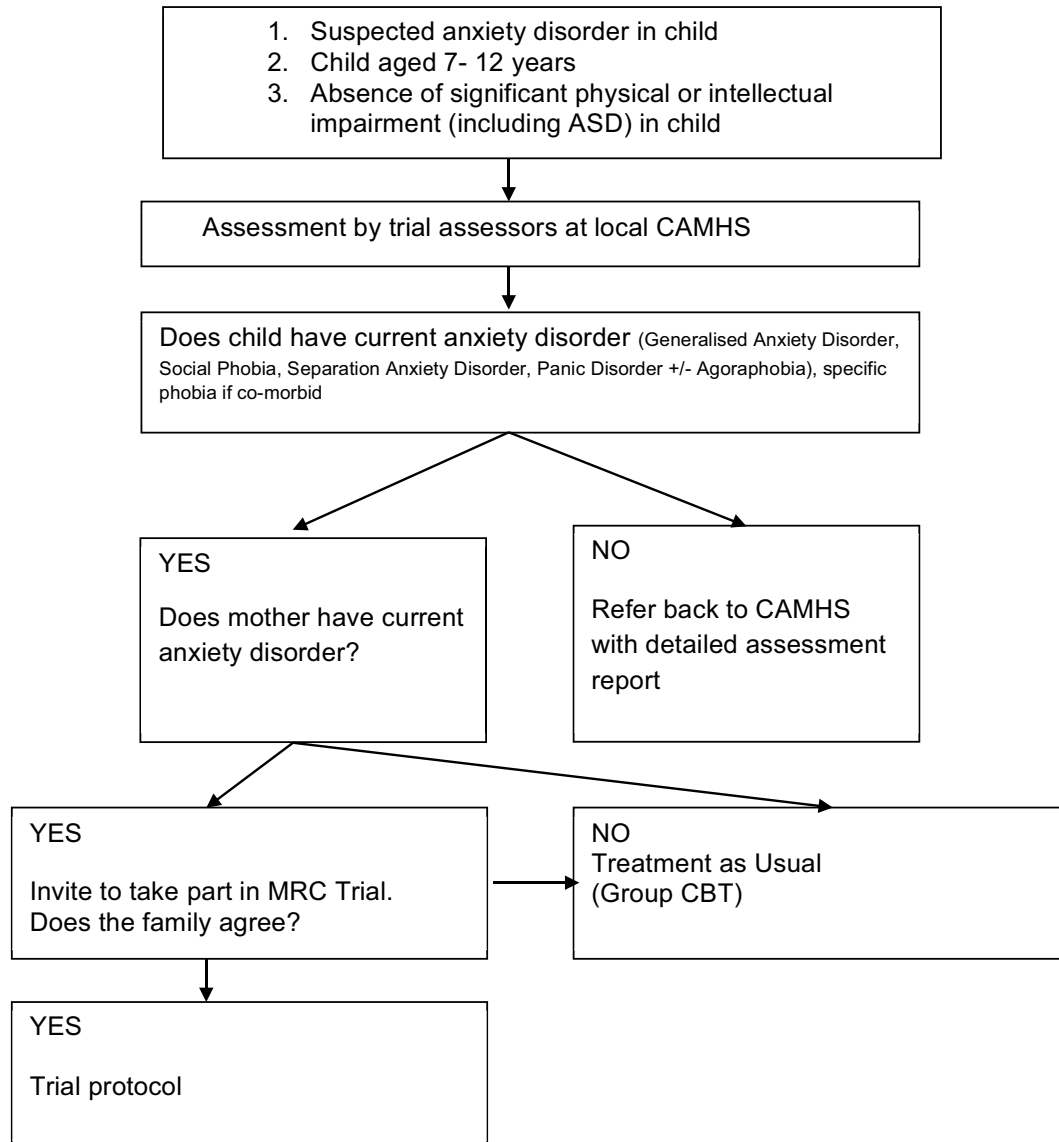 1. Suspected anxiety disorder in child
2. Child aged 7- 12 years
3. Absence of significant physical or intellectual
impairment (including ASD) in child
Assessment by trial assessors at local CAMHS
Does child have current anxiety disorder (Generalised Anxiety Disorder,
Social Phobia, Separation Anxiety Disorder, Panic Disorder +/- Agoraphobia), specific
phobia if co-morbid
YES
Does mother have current
anxiety disorder?
NO
Refer back to CAMHS
with detailed assessment
report
YES
Invite to take part in MRC Trial.
Does the family agree?
NO
Treatment as Usual
(Group CBT)
YES
Trial protocol